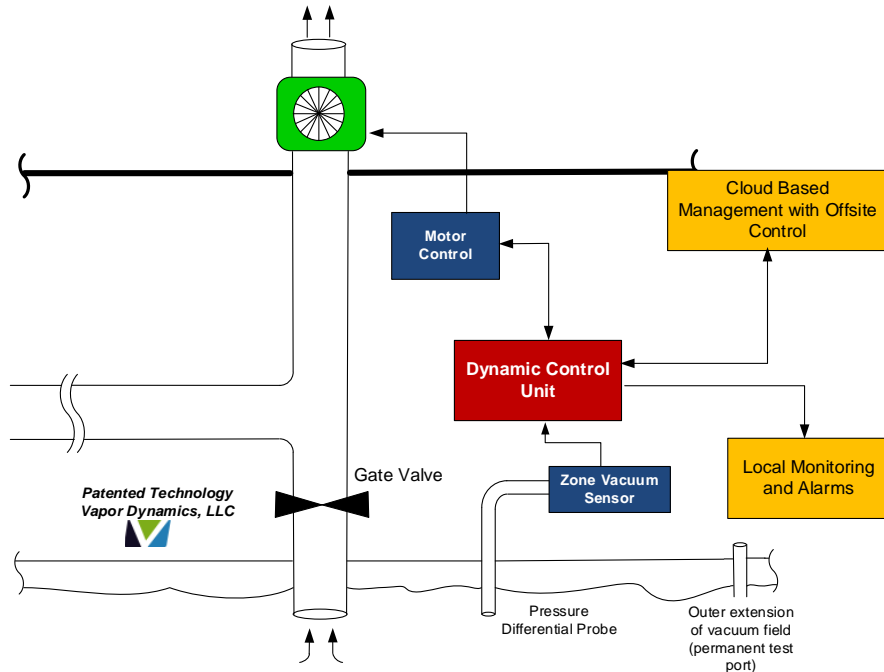 Cloud Based
Management with Offsite
Control
Motor
Control
Dynamic Control
Unit
Gate Valve
Zone Vacuum
Sensor
Local Monitoring
and Alarms
Patented Technology
Vapor Dynamics, LLC
Pressure
Differential Probe
Outer extension
of vacuum field
(permanent test
port)